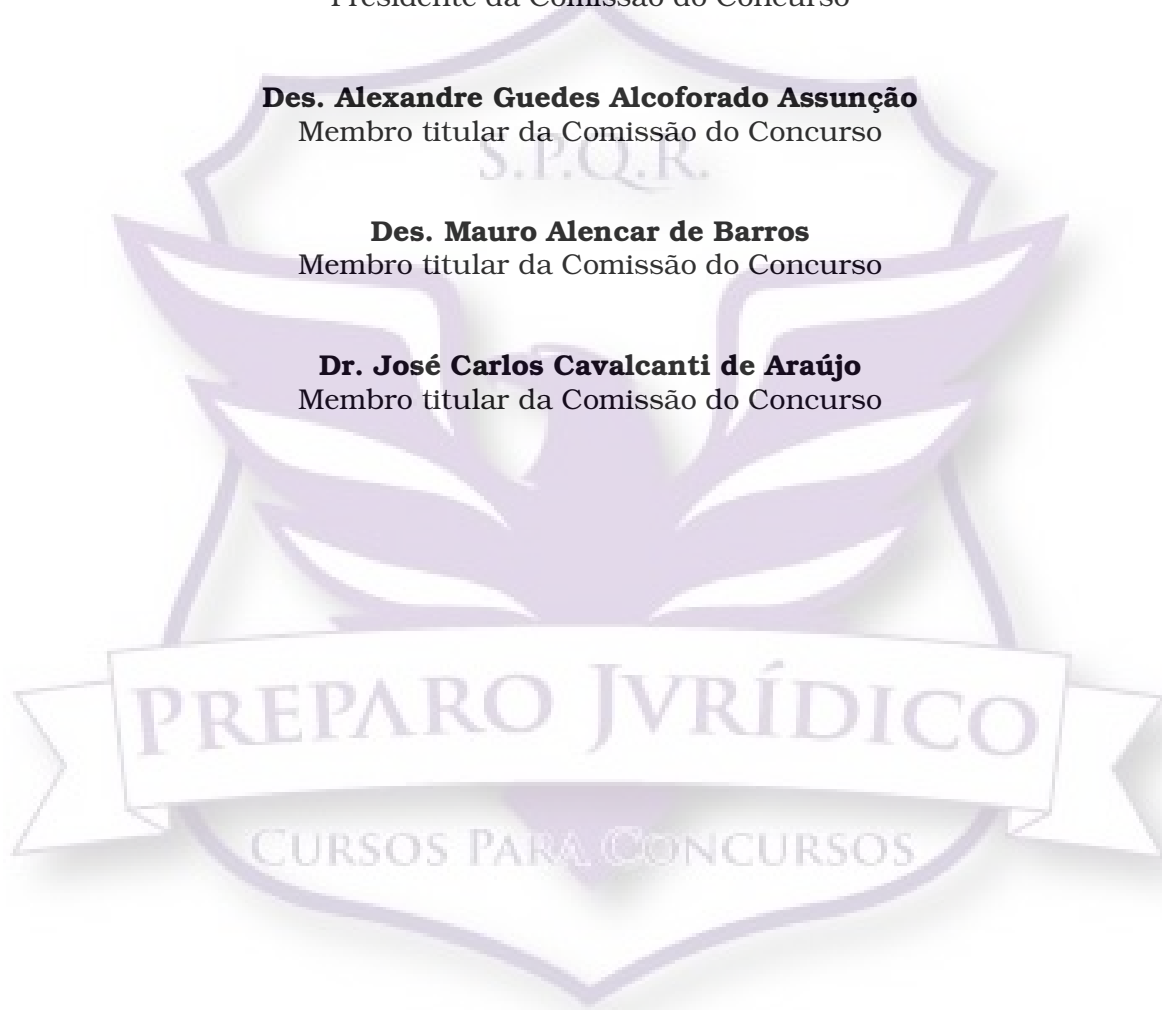 Presidente da Comissão do Concurso
Des. Alexandre Guedes Alcoforado Assunção
Membro titular da Comissão do Concurso
S.P.Q.R.
Des. Mauro Alencar de Barros
Membro titular da Comissão do Concurso
Dr. José Carlos Cavalcanti de Araújo
Membro titular da Comissão do Concurso
PREPARO JVRÍDICO
CURSOS PARA CONCURSOS